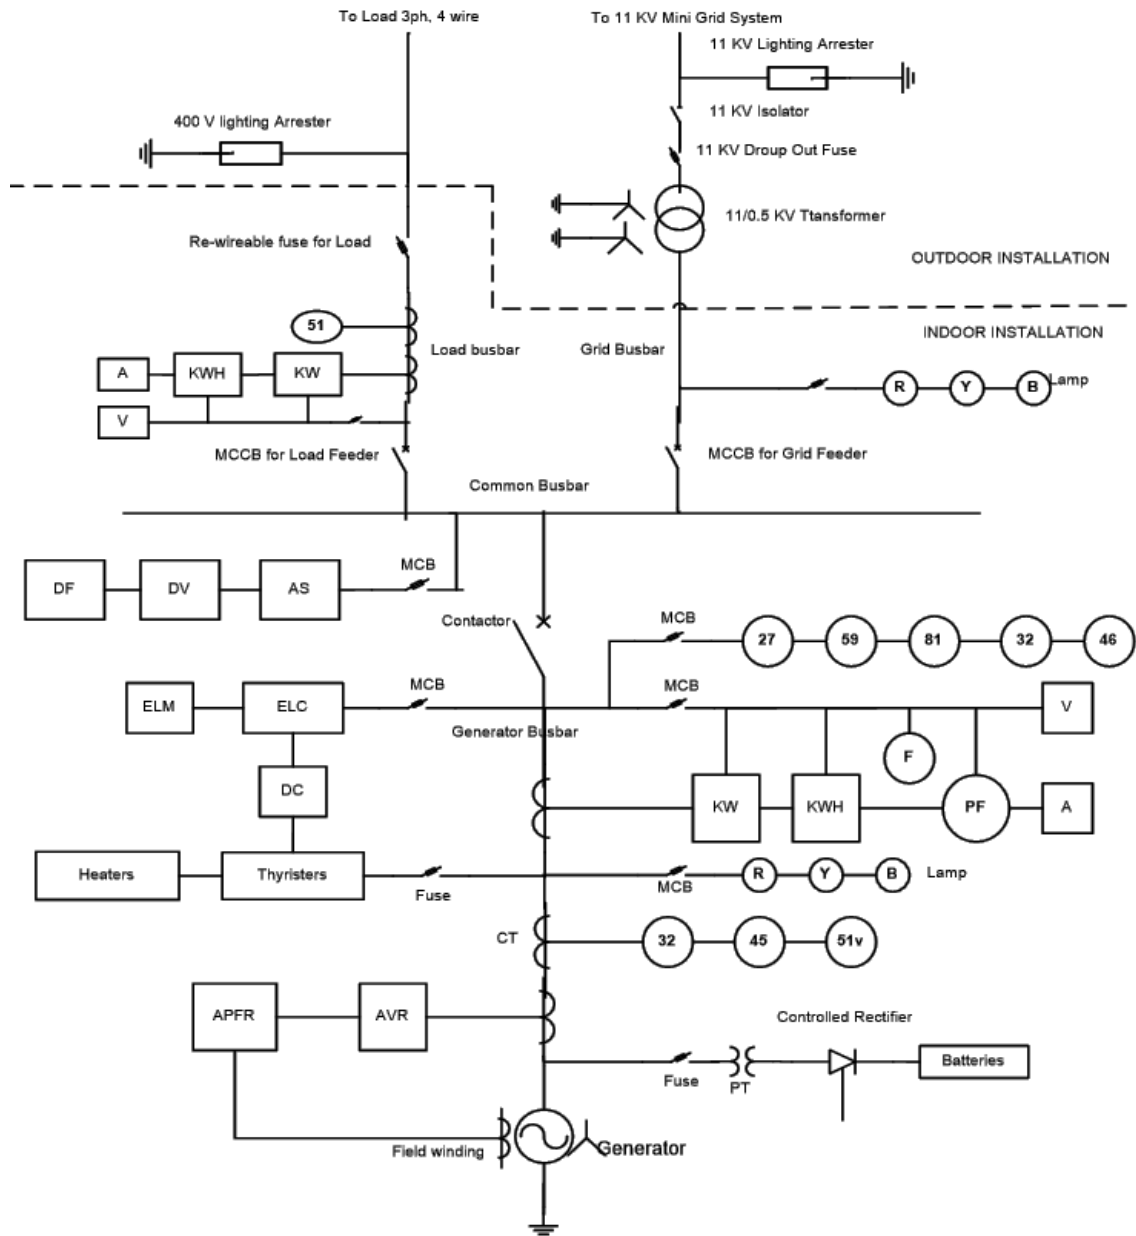 To Load 3ph, 4 wire
To 11 KV Mini Grid System
11 KV Lighting Arrester
11 KV Isolator
400 V lighting Arrester
11 KV Droup Out Fuse
11/0.5 KV Ttansformer
Re-wireable fuse for Load
OUTDOOR INSTALLATION
51
INDOOR INSTALLATION
Load busbar
Grid Busbar
A
KWH
KW
R
Y
B
Lamp
V
MCCB for Load Feeder
MCCB for Grid Feeder
Common Busbar
MCB
DF
DV
AS
Contactor
MCB
27
59
81
32
46
MCB
MCB
ELM
ELC
V
Generator Busbar
F
DC
KW
KWH
PF
A
Heaters
Thyristers
Fuse
MCB
R
Y
B
Lamp
CT
32
45
51v
APFR
AVR
Controlled Rectifier
Fuse
PT
Batteries
Field winding
Generator